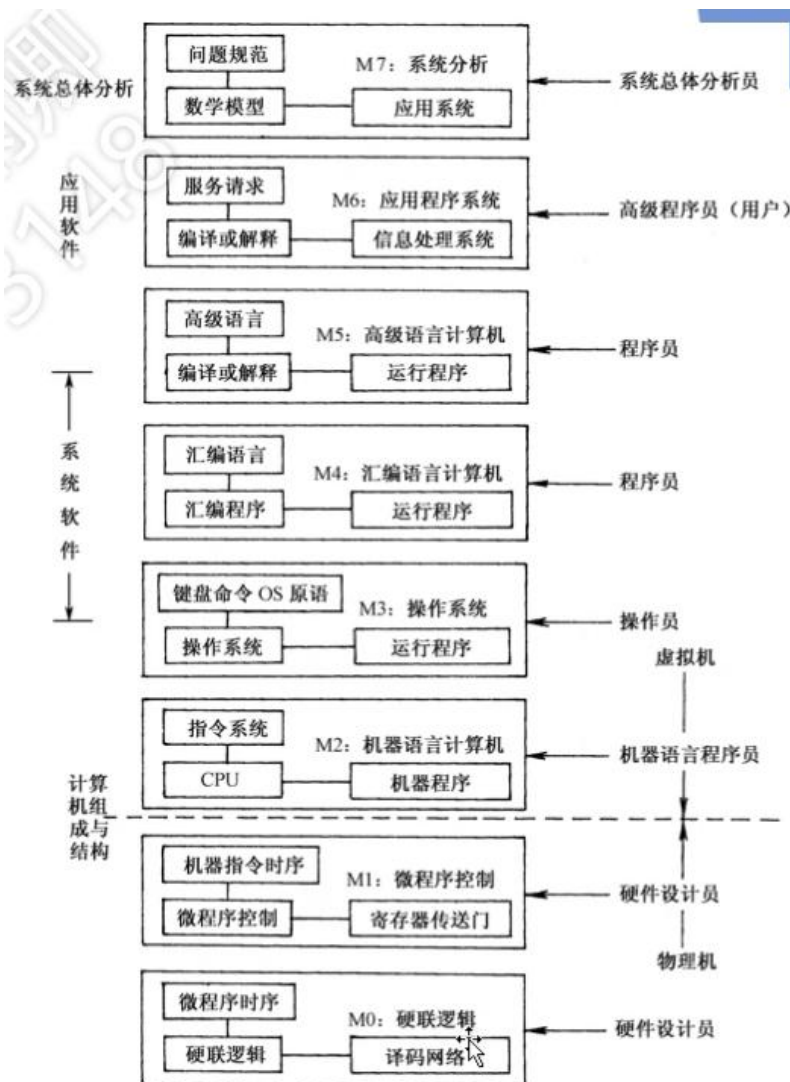 问题规范
M7：系统分析
系统总体分析
数学模型
应用系统
系统总体分析员
服务请求
M6：应用程序系统
应用软件
编译或解释
信息处理系统
高级程序员（用户）
高级语言
M5：高级语言计算机
编译或解释
运行程序
程序员
系统软件
汇编语言
M4：汇编语言计算机
汇编程序
运行程序
程序员
键盘命令 OS 原语
M3：操作系统
操作系统
运行程序
操作员
虚拟机
指令系统
M2：机器语言计算机
CPU
机器程序
机器语言程序员
计算
机组
成与
结构
机器指令时序
M1：微程序控制
微程序控制
寄存器传送门
硬件设计员
物理机
微程序时序
M0：硬联逻辑
硬联逻辑
译码网络
硬件设计员
3148